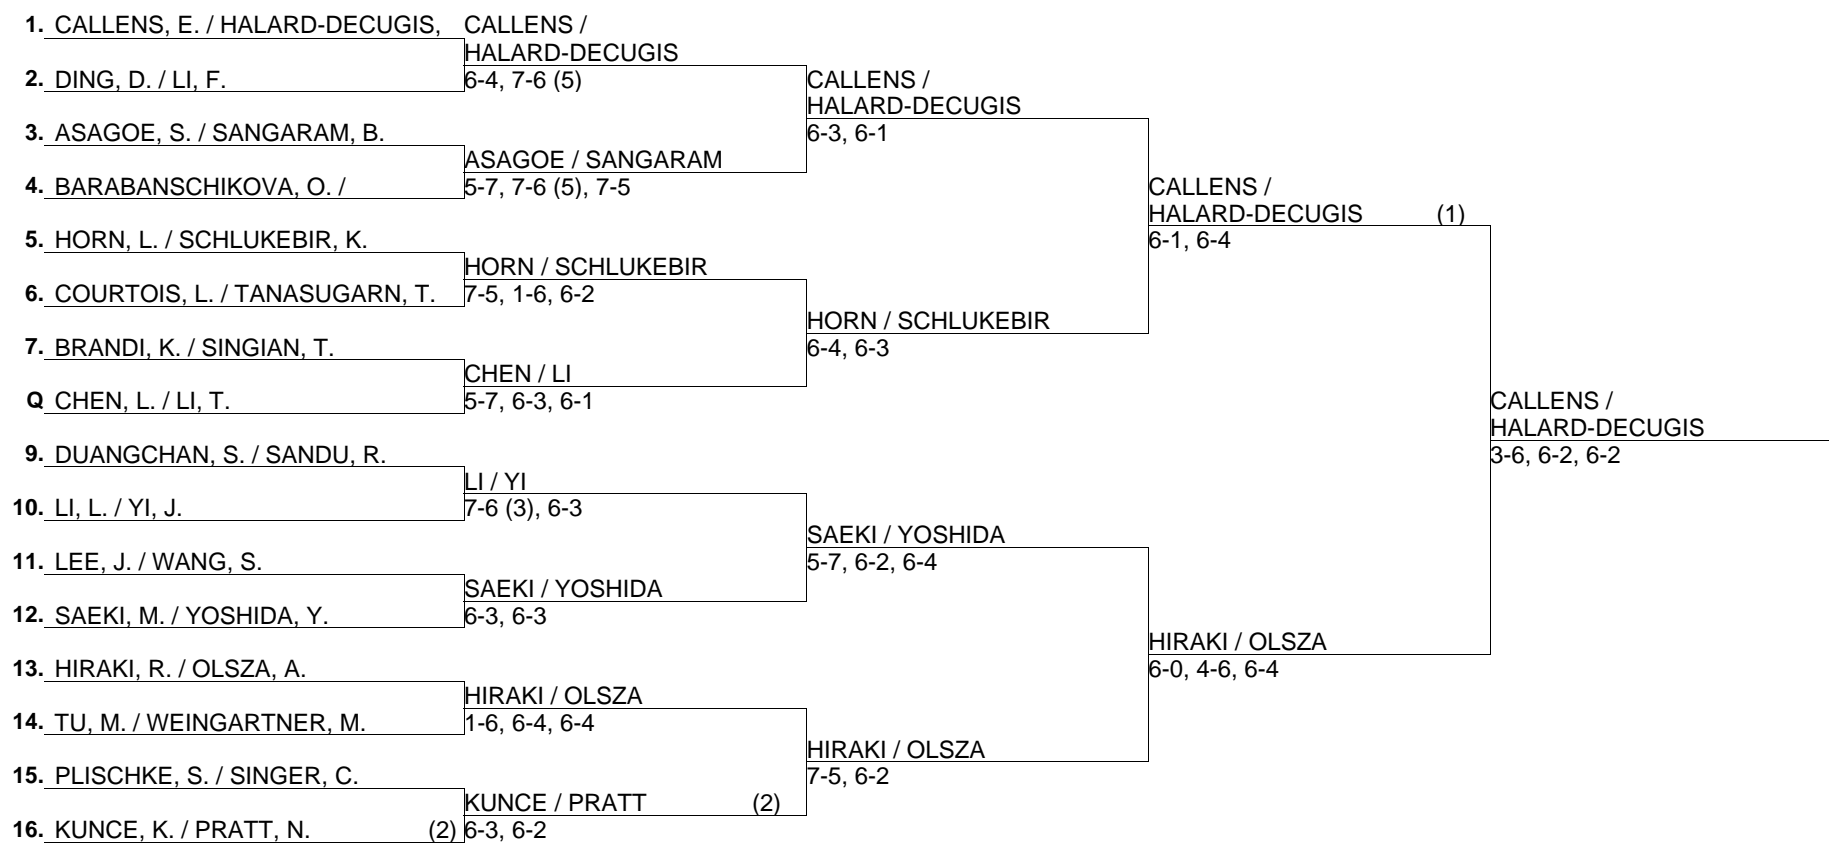 1. CALLENS, E. / HALARD-DECUGIS,
2. DING, D. / LI, F.
3. ASAGOE, S. / SANGARAM, B.
4. BARABANSCHIKOVA, O. /
5. HORN, L. / SCHLUKEBIR, K.
6. COURTOIS, L. / TANASUGARN, T.
7. BRANDI, K. / SINGIAN, T.
Q CHEN, L. / LI, T.
9. DUANGCHAN, S. / SANDU, R.
10. LI, L. / YI, J.
11. LEE, J. / WANG, S.
12. SAEKI, M. / YOSHIDA, Y.
13. HIRAKI, R. / OLSZA, A.
14. TU, M. / WEINGARTNER, M.
15. PLISCHKE, S. / SINGER, C.
16. KUNCE, K. / PRATT, N. (2)
CALLENS /
HALARD-DECUGIS
6-4, 7-6 (5)
ASAGOE / SANGARAM
5-7, 7-6 (5), 7-5
HORN / SCHLUKEBIR
7-5, 1-6, 6-2
CHEN / LI
5-7, 6-3, 6-1
LI / YI
7-6 (3), 6-3
SAEKI / YOSHIDA
6-3, 6-3
HIRAKI / OLSZA
1-6, 6-4, 6-4
KUNCE / PRATT (2)
6-3, 6-2
CALLENS /
HALARD-DECUGIS
6-3, 6-1
HORN / SCHLUKEBIR
6-4, 6-3
SAEKI / YOSHIDA
5-7, 6-2, 6-4
HIRAKI / OLSZA
7-5, 6-2
CALLENS /
HALARD-DECUGIS (1)
6-1, 6-4
HIRAKI / OLSZA
6-0, 4-6, 6-4
CALLENS /
HALARD-DECUGIS
3-6, 6-2, 6-2